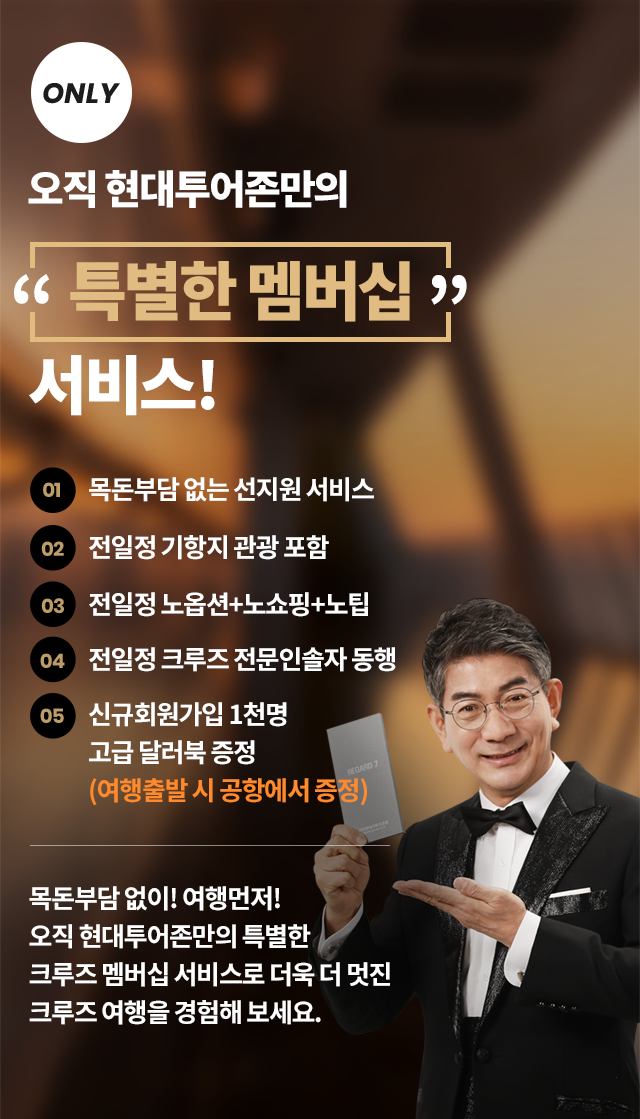 ONLY
오직 현대투어존만의
“ 특별한 멤버십 ”
서비스!
01 목돈부담 없는 선지원 서비스
02 전일정 기항지 관광 포함
03 전일정 노옵션+노쇼핑+노팁
04 전일정 크루즈 전문인솔자 동행
05 신규회원가입 1천명
고급 달러북 증정
(여행출발 시 공항에서 증정)
REGARD 7
목돈부담 없이! 여행먼저!
오직 현대투어존만의 특별한
크루즈 멤버십 서비스로 더욱 더 멋진
크루즈 여행을 경험해 보세요.